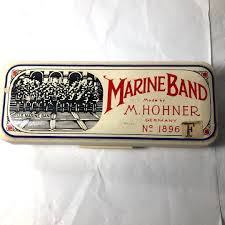 MARINE BAND
Made by
M. HOHNER
GERMANY
No 1896 F